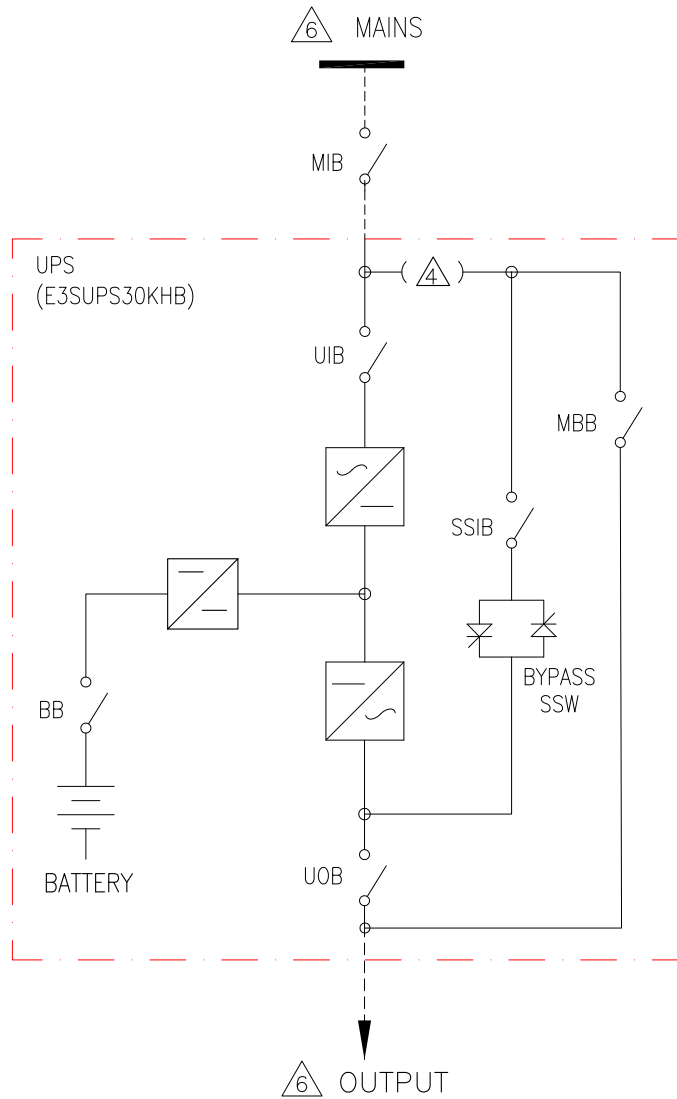 6 MAINS
MIB
UPS
(E3SUPS30KHB)
( 4 )
UIB
MBB
SSIB
BYPASS
SSW
BB
BATTERY
UOB
6 OUTPUT